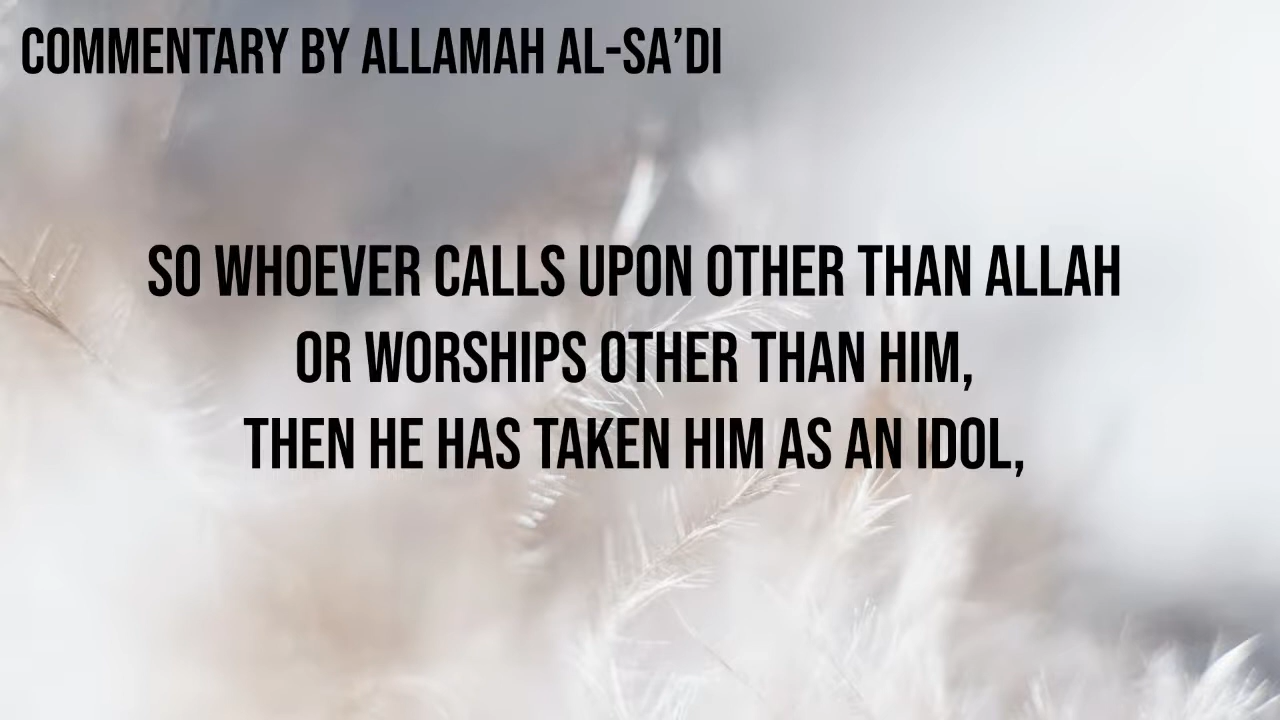 COMMENTARY BY ALLAMAH AL-SA’DI
SO WHOEVER CALLS UPON OTHER THAN ALLAH
OR WORSHIPS OTHER THAN HIM,
THEN HE HAS TAKEN HIM AS AN IDOL,